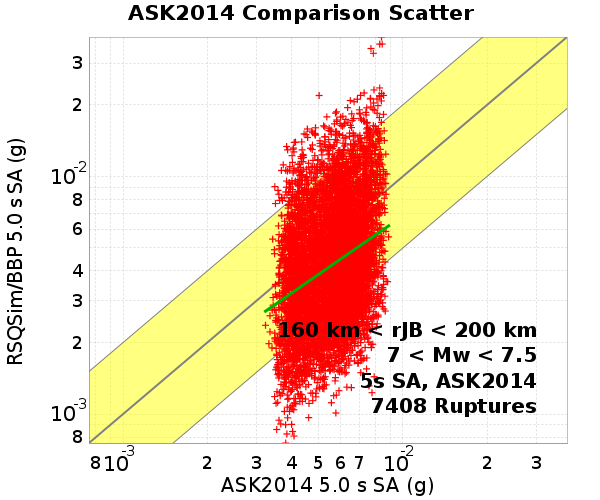 ASK2014 Comparison Scatter
RSQSim/BBP 5.0 s SA (g)
3
2
10-2
8
6
4
3
2
10-3
8
160 km < rJB < 200 km
7 < Mw < 7.5
5s SA, ASK2014
7408 Ruptures
8 10-3 2 3 4 5 6 7 10-2 2 3
ASK2014 5.0 s SA (g)